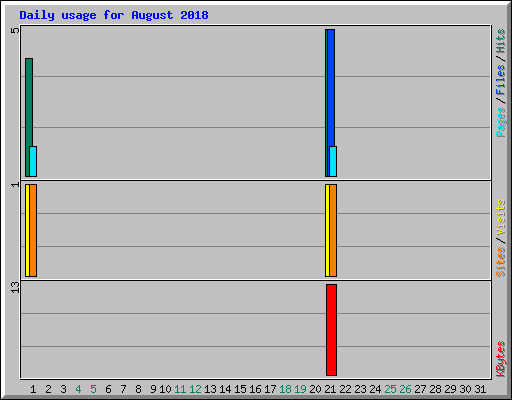 Daily usage for August 2018
5
Pages/Files/Hits
1
Sites/Visits
13
KBytes
1 2 3 4 5 6 7 8 9 10 11 12 13 14 15 16 17 18 19 20 21 22 23 24 25 26 27 28 29 30 31